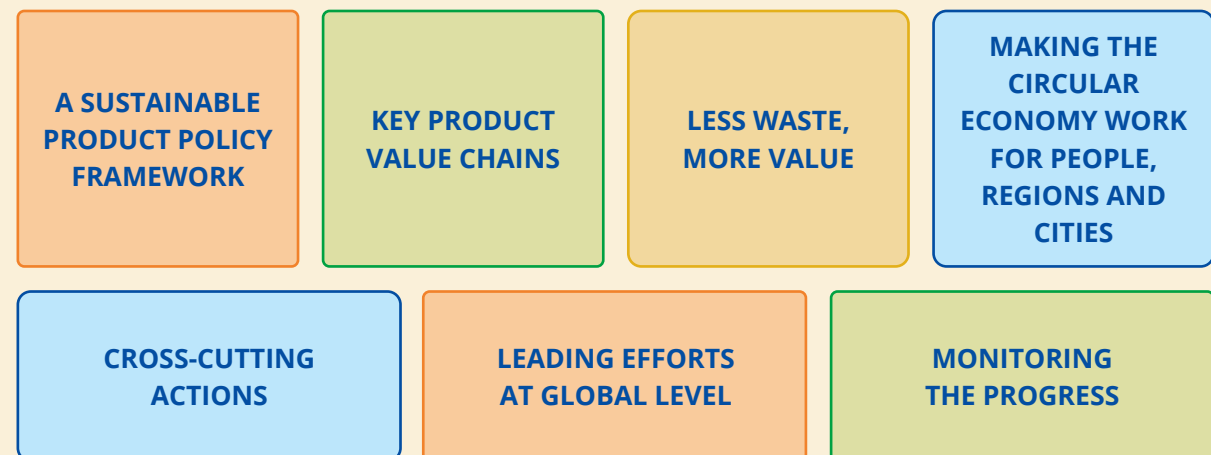 A SUSTAINABLE
PRODUCT POLICY
FRAMEWORK
KEY PRODUCT
VALUE CHAINS
LESS WASTE,
MORE VALUE
MAKING THE
CIRCULAR
ECONOMY WORK
FOR PEOPLE,
REGIONS AND
CITIES
CROSS-CUTTING
ACTIONS
LEADING EFFORTS
AT GLOBAL LEVEL
MONITORING
THE PROGRESS